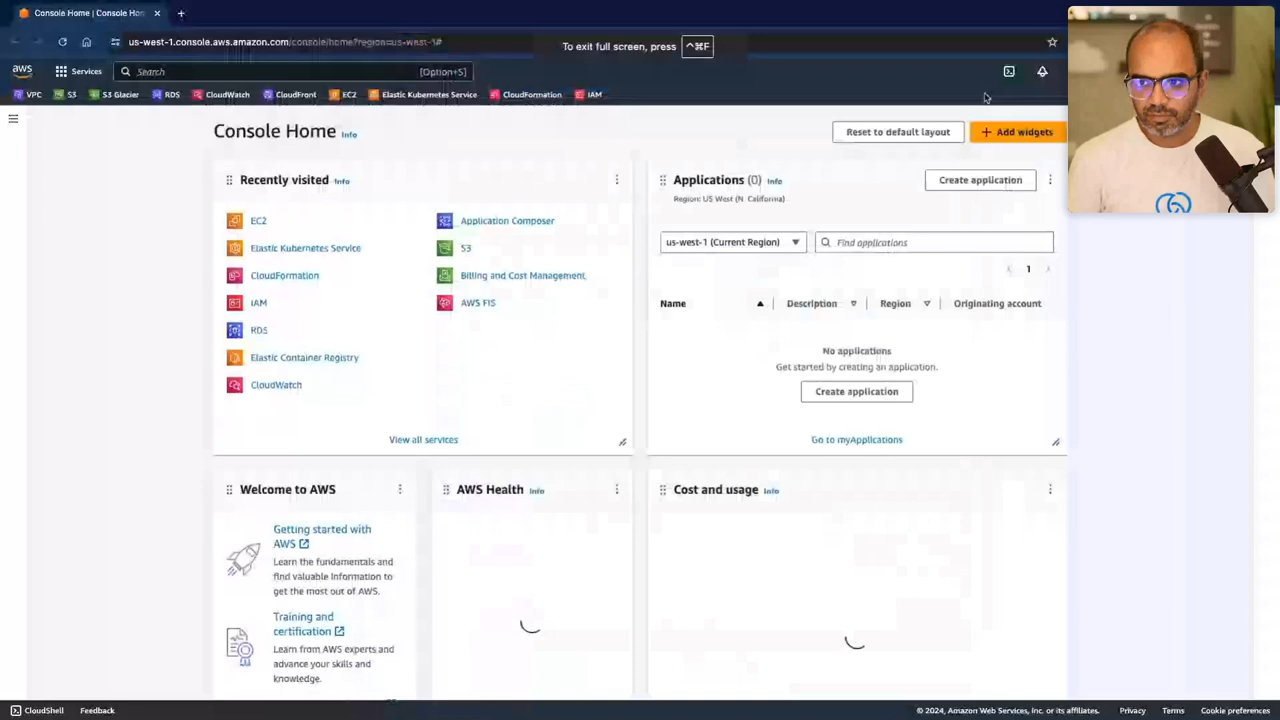 Console Home | Console Hom
us-west-1.console.aws.amazon.com/console/home?region=us-west-1#
To exit full screen, press ^⌘F
aws Services Search [Option+S]
VPC S3 S3 Glacier RDS CloudWatch CloudFront EC2 Elastic Kubernetes Service CloudFormation IAM
Console Home Info
Reset to default layout
+ Add widgets
Recently visited Info
EC2
Elastic Kubernetes Service
CloudFormation
IAM
RDS
Elastic Container Registry
CloudWatch
Application Composer
S3
Billing and Cost Management
AWS FIS
View all services
Applications (0) Info
Region: US West (N. California)
Create application
us-west-1 (Current Region)
Find applications
1
Name Description Region Originating account
No applications
Get started by creating an application.
Create application
Go to myApplications
Welcome to AWS
Getting started with
AWS
Learn the fundamentals and
find valuable information to
get the most out of AWS.
Training and
certification
Learn from AWS experts and
advance your skills and
knowledge.
AWS Health Info
Cost and usage Info
CloudShell Feedback
© 2024, Amazon Web Services, Inc. or its affiliates. Privacy Terms Cookie preferences